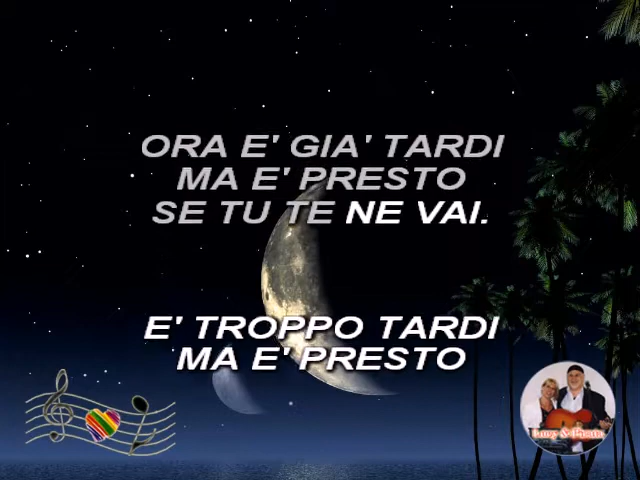 ORA E' GIA' TARDI
MA E' PRESTO
SE TU TE NE VAI.
E' TROPPO TARDI
MA E' PRESTO